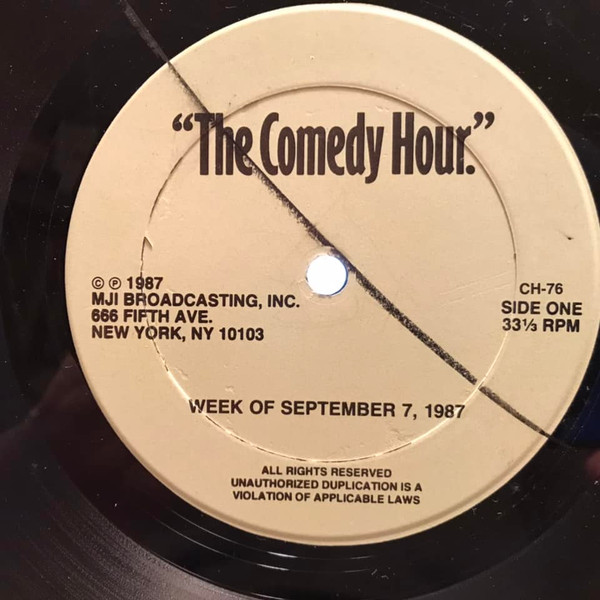 “The Comedy Hour.”
© ℗ 1987
MJI BROADCASTING, INC.
666 FIFTH AVE.
NEW YORK, NY 10103
CH-76
SIDE ONE
33⅓ RPM
WEEK OF SEPTEMBER 7, 1987
ALL RIGHTS RESERVED
UNAUTHORIZED DUPLICATION IS A
VIOLATION OF APPLICABLE LAWS